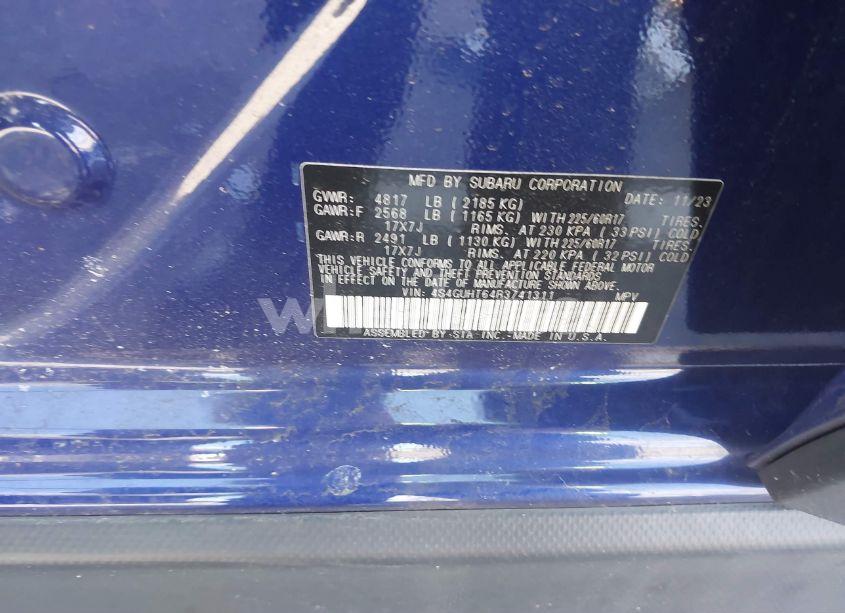 MFD BY SUBARU CORPORATION DATE: 11/23
GVWR: 4817 LB (2185 KG)
GAWR:F 2568 LB (1165 KG) WITH 225/60R17 TIRES.
17X7J RIMS. AT 230 KPA ( 33 PSI) COLD
GAWR:R 2491 LB (1130 KG) WITH 225/60R17 TIRES.
17X7J RIMS. AT 220 KPA ( 32 PSI) COLD
THIS VEHICLE CONFORMS TO ALL APPLICABLE FEDERAL MOTOR
VEHICLE SAFETY AND THEFT PREVENTION STANDARDS
IN EFFECT ON DATE OF MANUFACTURE SHOWN ABOVE.
VIN: 4S4GUHT64R3741311 MPV
ASSEMBLED BY STA INC.-MADE IN U.S.A.